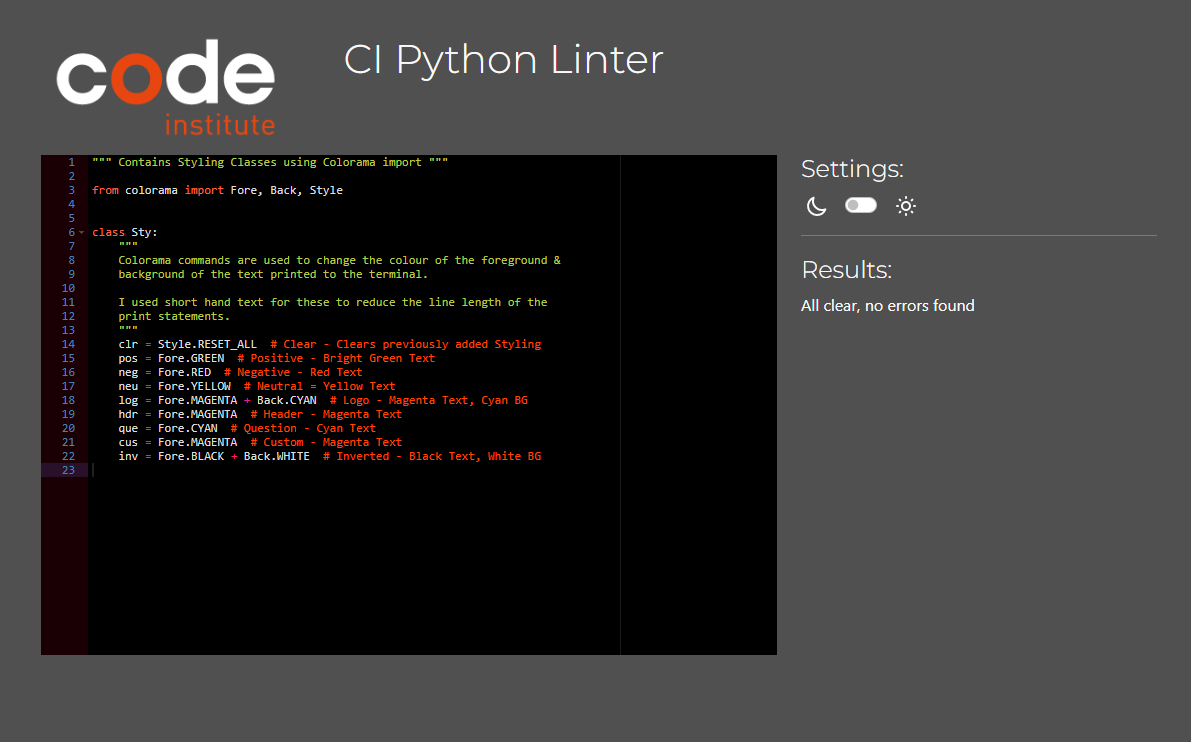 code
institute
CI Python Linter
1 """ Contains Styling Classes using Colorama import """
2
3 from colorama import Fore, Back, Style
4
5
6 class Sty:
7     """
8     Colorama commands are used to change the colour of the foreground &
9     background of the text printed to the terminal.
10
11     I used short hand text for these to reduce the line length of the
12     print statements.
13     """
14     clr = Style.RESET_ALL  # Clear - Clears previously added Styling
15     pos = Fore.GREEN  # Positive - Bright Green Text
16     neg = Fore.RED  # Negative - Red Text
17     neu = Fore.YELLOW  # Neutral = Yellow Text
18     log = Fore.MAGENTA + Back.CYAN  # Logo - Magenta Text, Cyan BG
19     hdr = Fore.MAGENTA  # Header - Magenta Text
20     que = Fore.CYAN  # Question - Cyan Text
21     cus = Fore.MAGENTA  # Custom - Magenta Text
22     inv = Fore.BLACK + Back.WHITE  # Inverted - Black Text, White BG
23
Settings:
Results:
All clear, no errors found